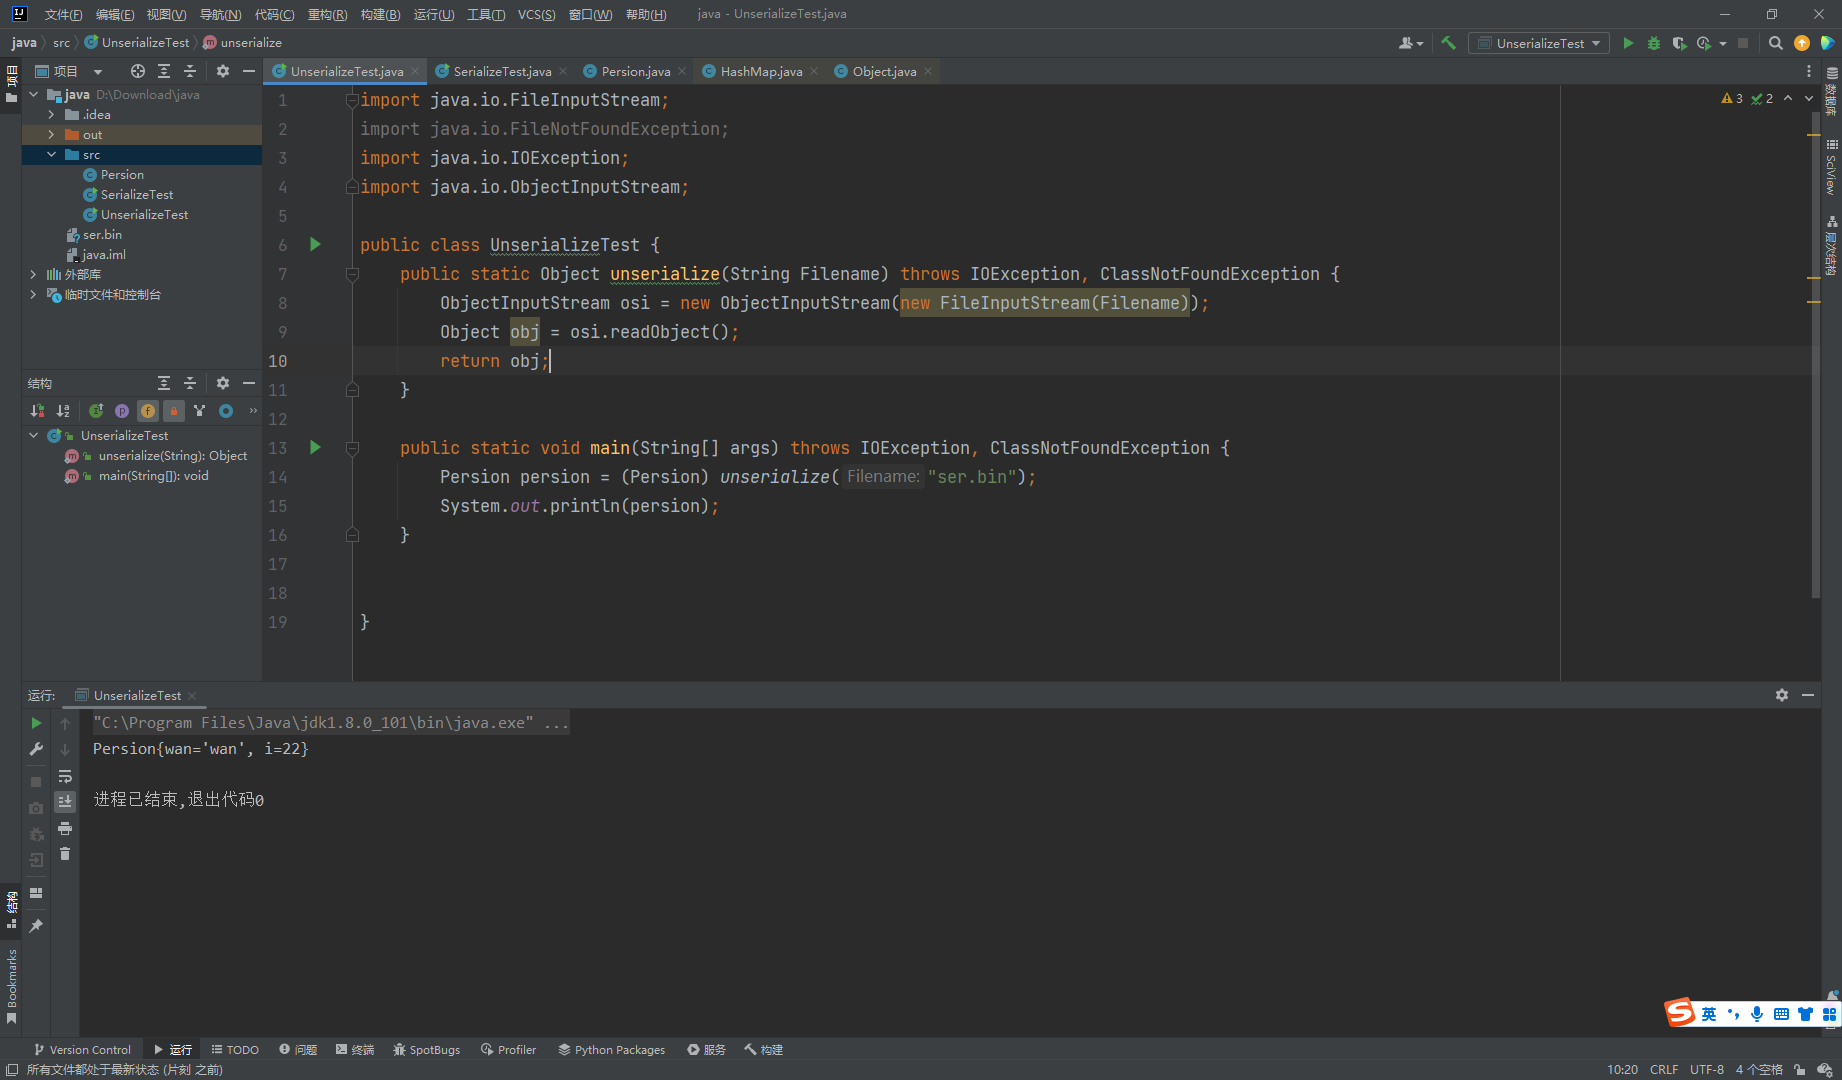 文件(F) 编辑(E) 视图(V) 导航(N) 代码(C) 重构(R) 构建(B) 运行(U) 工具(T) VCS(S) 窗口(W) 帮助(H) java - UnserializeTest.java
java src UnserializeTest unserialize
UnserializeTest
项目
项目
UnserializeTest.java SerializeTest.java Persion.java HashMap.java Object.java
java D:\Download\java
.idea
out
src
Persion
SerializeTest
UnserializeTest
ser.bin
java.iml
外部库
临时文件和控制台
结构
UnserializeTest
unserialize(String): Object
main(String[]): void
3 2
1 import java.io.FileInputStream;
2 import java.io.FileNotFoundException;
3 import java.io.IOException;
4 import java.io.ObjectInputStream;
5
6 public class UnserializeTest {
7 public static Object unserialize(String Filename) throws IOException, ClassNotFoundException {
8 ObjectInputStream osi = new ObjectInputStream(new FileInputStream(Filename));
9 Object obj = osi.readObject();
10 return obj;
11 }
12
13 public static void main(String[] args) throws IOException, ClassNotFoundException {
14 Persion persion = (Persion) unserialize( Filename: "ser.bin");
15 System.out.println(persion);
16 }
17
18
19 }
数据库
SciView
层次结构
运行: UnserializeTest
"C:\Program Files\Java\jdk1.8.0_101\bin\java.exe" ...
Persion{wan='wan', i=22}
进程已结束,退出代码0
结构
Bookmarks
英
Version Control 运行 TODO 问题 终端 SpotBugs Profiler Python Packages 服务 构建
所有文件都处于最新状态 (片刻 之前) 10:20 CRLF UTF-8 4 个空格